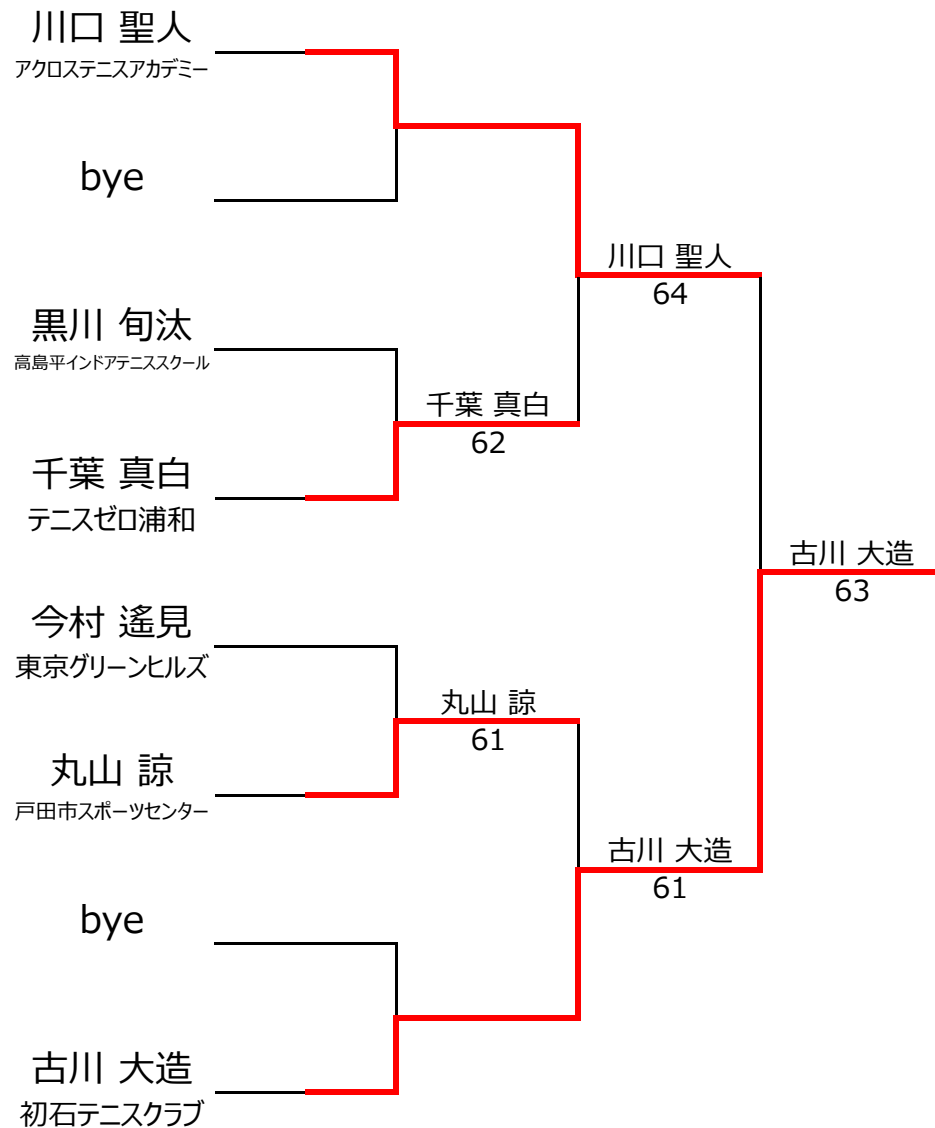 川口 聖人
アクロステニスアカデミー
bye
川口 聖人
64
黒川 旬汰
高島平インドアテニススクール
千葉 真白
62
千葉 真白
テニスゼロ浦和
古川 大造
63
今村 遙見
東京グリーンヒルズ
丸山 諒
61
丸山 諒
戸田市スポーツセンター
古川 大造
61
bye
古川 大造
初石テニスクラブ